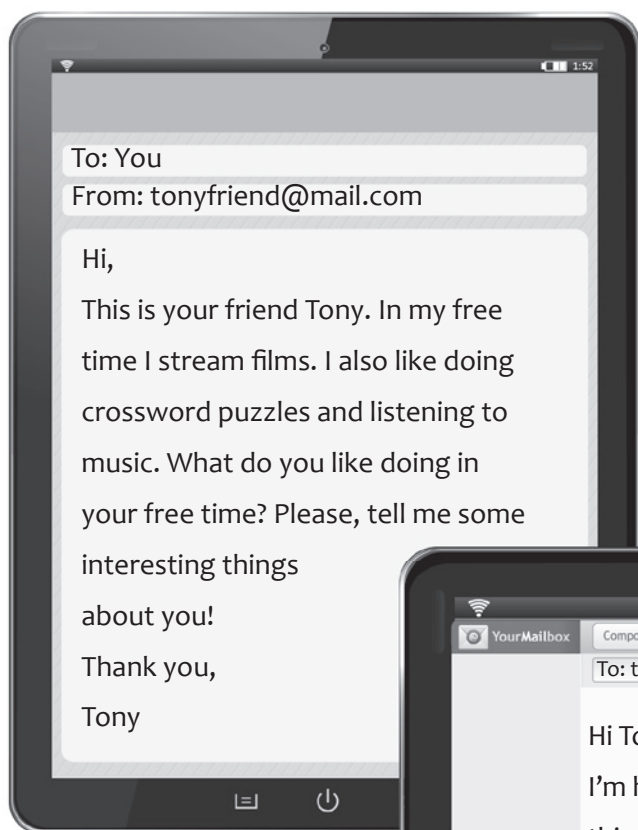 1:52
To: You
From: tonyfriend@mail.com
Hi,
This is your friend Tony. In my free
time I stream films. I also like doing
crossword puzzles and listening to
music. What do you like doing in
your free time? Please, tell me some
interesting things
about you!
Thank you,
Tony
YourMailbox
To:
Hi
I'm